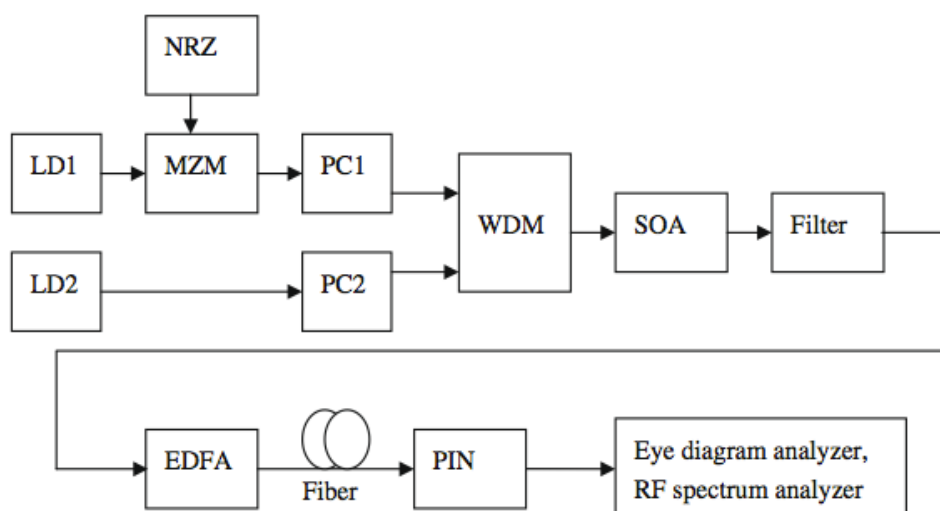 NRZ
LD1
MZM
PC1
WDM
SOA
Filter
LD2
PC2
EDFA
Fiber
PIN
Eye diagram analyzer,
RF spectrum analyzer